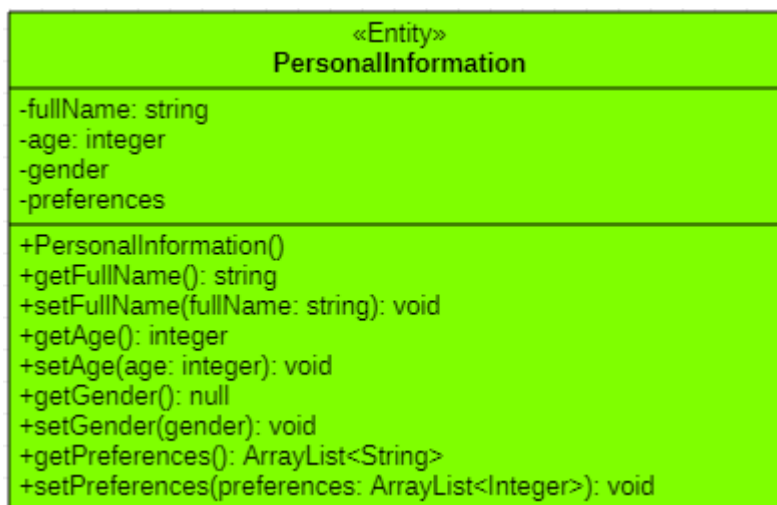 «Entity»
PersonalInformation
-fullName: string
-age: integer
-gender
-preferences
+PersonalInformation()
+getFullName(): string
+setFullName(fullName: string): void
+getAge(): integer
+setAge(age: integer): void
+getGender(): null
+setGender(gender): void
+getPreferences(): ArrayList<String>
+setPreferences(preferences: ArrayList<Integer>): void